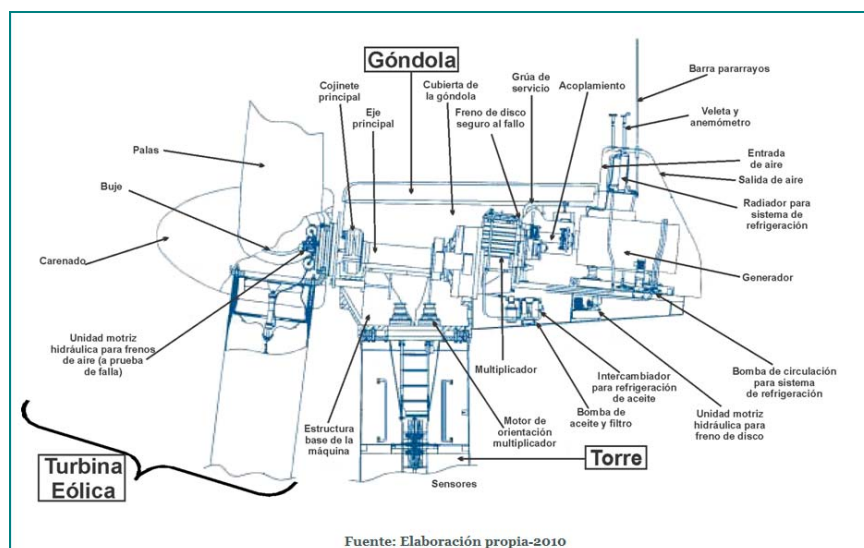 Góndola
Cojinete
principal
Eje
principal
Cubierta de
la góndola
Freno de disco
seguro al fallo
Grúa de
servicio
Acoplamiento
Barra pararrayos
Veleta y
anemómetro
Entrada
de aire
Salida de aire
Radiador para
sistema de
refrigeración
Generador
Palas
Buje
Carenado
Unidad motriz
hidráulica para frenos
de aire (a prueba
de falla)
Estructura
base de la
máquina
Motor de
orientación
multiplicador
Multiplicador
Intercambiador
para refrigeración
de aceite
Bomba de
aceite y filtro
Unidad motriz
hidráulica para
freno de disco
Bomba de circulación
para sistema
de refrigeración
Turbina
Eólica
Torre
Sensores
Fuente: Elaboración propia-2010